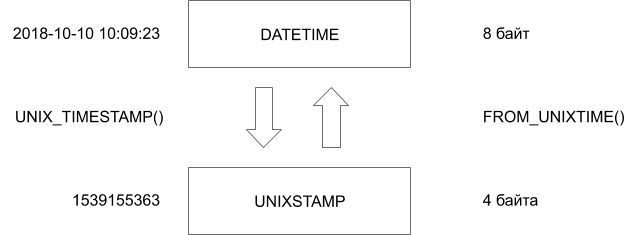 2018-10-10 10:09:23 DATETIME 8 байт
UNIX_TIMESTAMP() FROM_UNIXTIME()
1539155363 UNIXSTAMP 4 байта